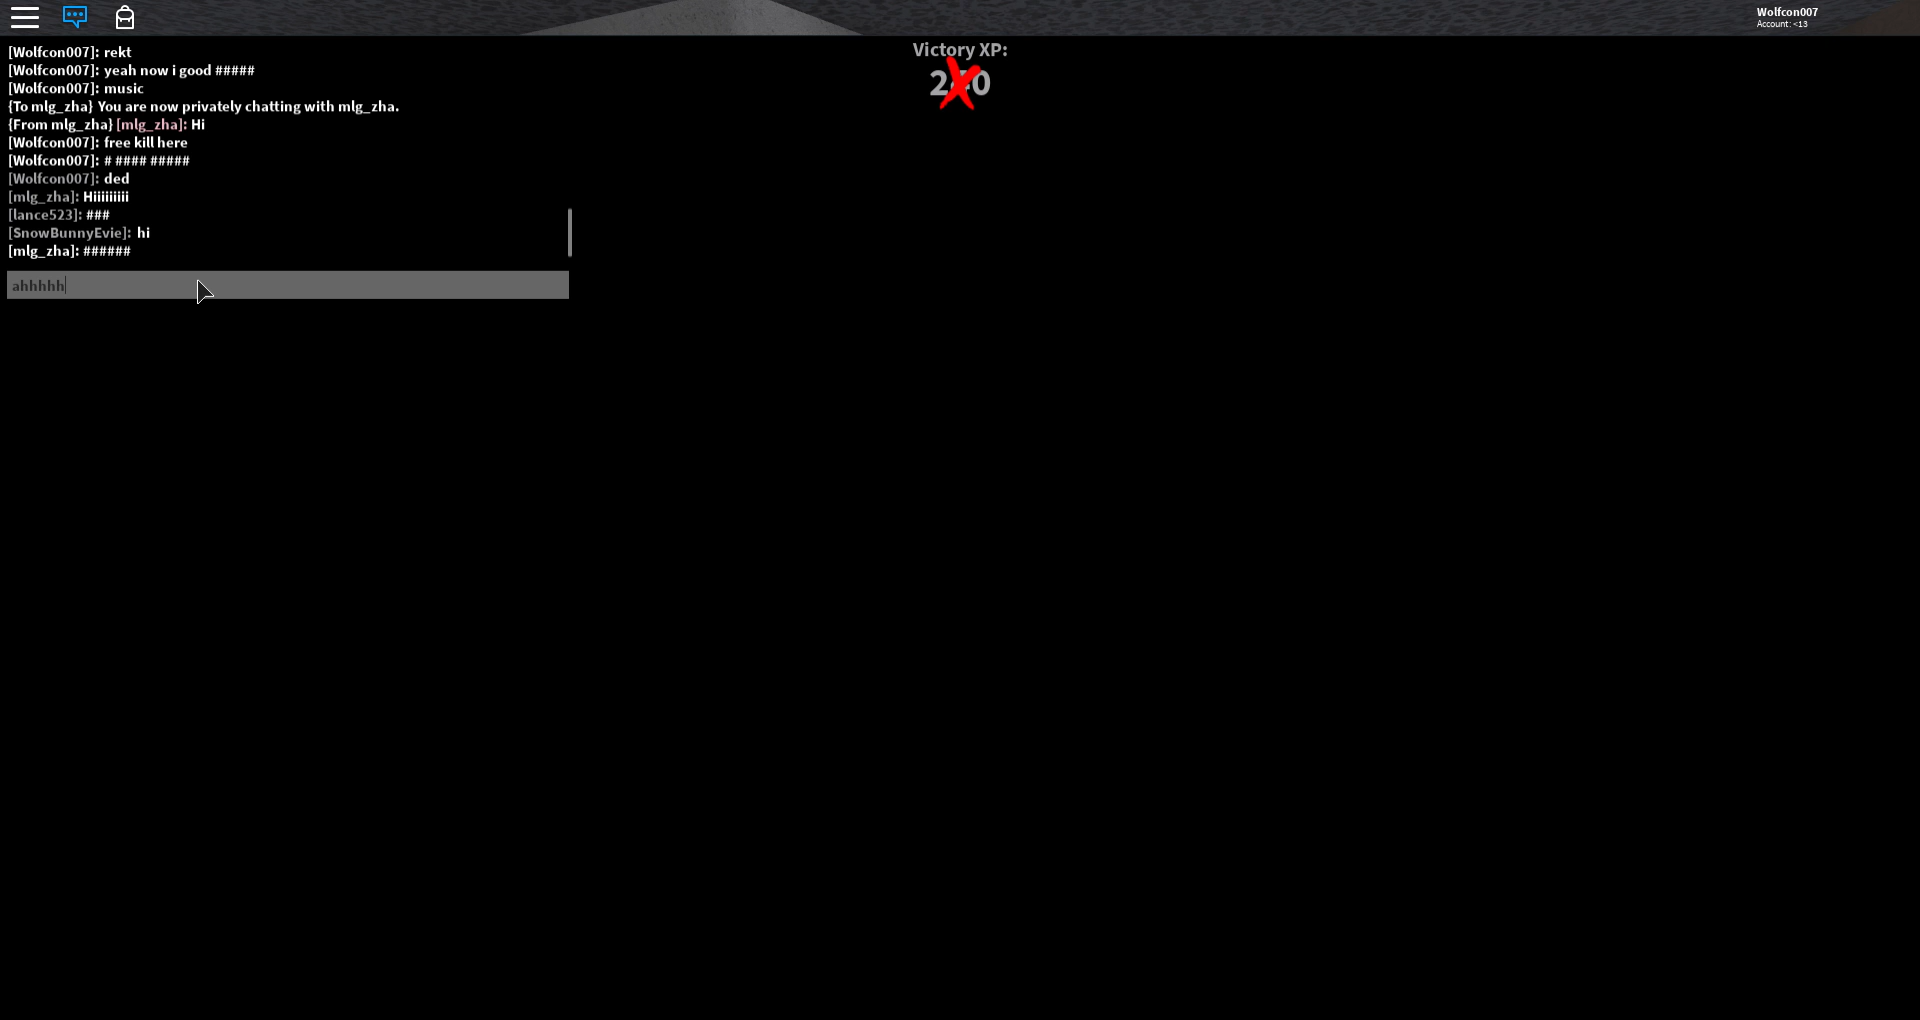 Wolfcon007
Account: <13
[Wolfcon007]: rekt
[Wolfcon007]: yeah now i good #####
[Wolfcon007]: music
{To mlg_zha} You are now privately chatting with mlg_zha.
{From mlg_zha} [mlg_zha]: Hi
[Wolfcon007]: free kill here
[Wolfcon007]: # #### #####
[Wolfcon007]: ded
[mlg_zha]: Hiiiiiiiii
[lance523]: ###
[SnowBunnyEvie]: hi
[mlg_zha]: ######
ahhhhh
Victory XP: